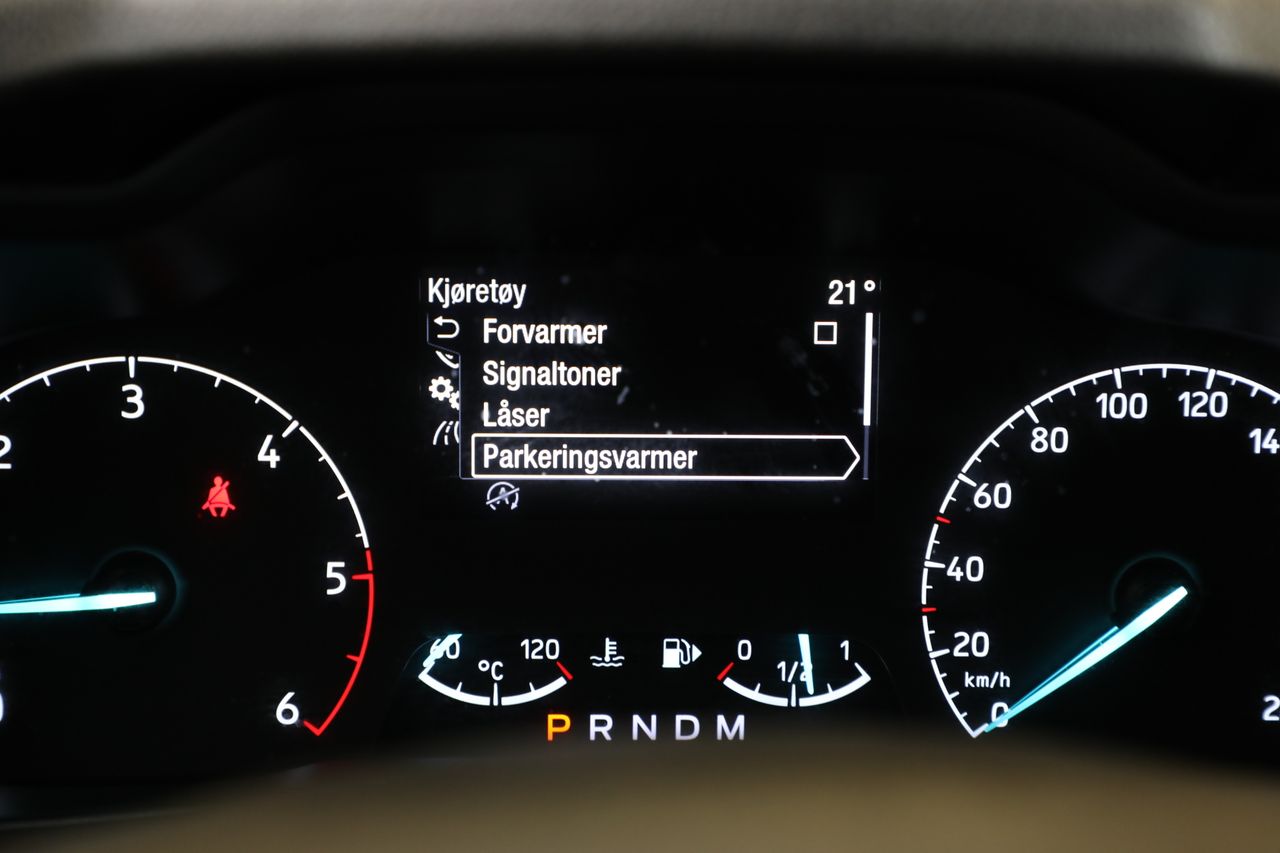 Kjøretøy 21°
Forvarmer
Signaltoner
Låser
Parkeringsvarmer
2 3 4 5 6
60 °C 120
0 1/2 1
P R N D M
0 20 40 60 80 100 120
km/h